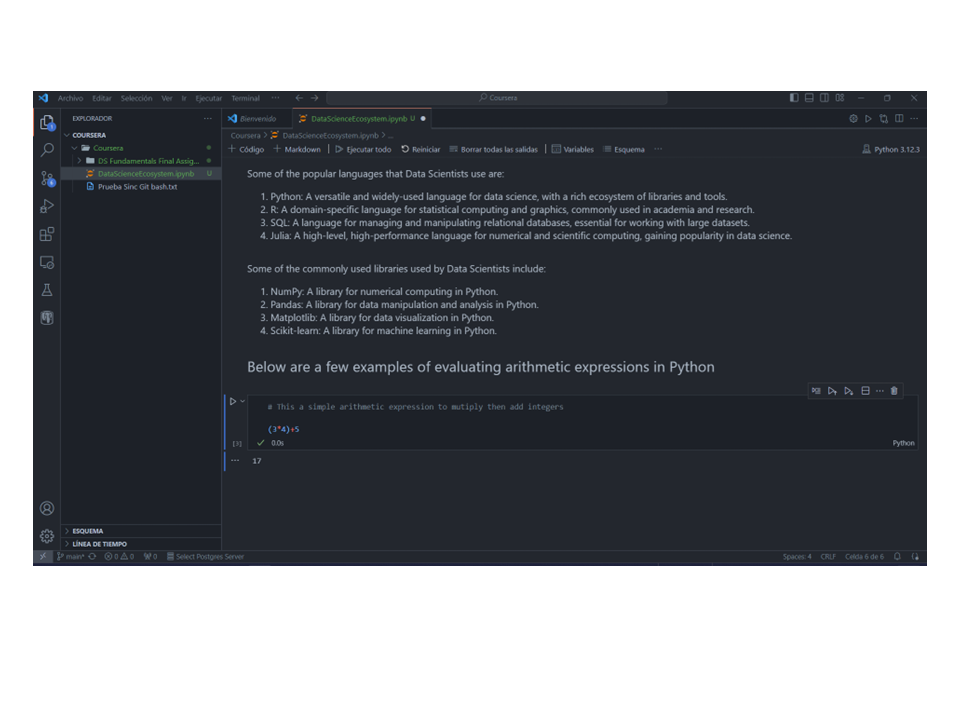 Archivo Editar Selección Ver Ir Ejecutar Terminal ··· Coursera
EXPLORADOR ···
COURSERA
Coursera
DS Fundamentals Final Assig...
DataScienceEcosystem.ipynb U
Prueba Sinc Git bash.txt
ESQUEMA
LÍNEA DE TIEMPO
Bienvenido DataScienceEcosystem.ipynb U
Coursera > DataScienceEcosystem.ipynb > ...
+ Código + Markdown | Ejecutar todo Reiniciar Borrar todas las salidas | Variables Esquema ··· Python 3.12.3
Some of the popular languages that Data Scientists use are:
1. Python: A versatile and widely-used language for data science, with a rich ecosystem of libraries and tools.
2. R: A domain-specific language for statistical computing and graphics, commonly used in academia and research.
3. SQL: A language for managing and manipulating relational databases, essential for working with large datasets.
4. Julia: A high-level, high-performance language for numerical and scientific computing, gaining popularity in data science.
Some of the commonly used libraries used by Data Scientists include:
1. NumPy: A library for numerical computing in Python.
2. Pandas: A library for data manipulation and analysis in Python.
3. Matplotlib: A library for data visualization in Python.
4. Scikit-learn: A library for machine learning in Python.
Below are a few examples of evaluating arithmetic expressions in Python
# This a simple arithmetic expression to mutiply then add integers
(3*4)+5
0.0s
Python
17
main* 0 0 0 Select Postgres Server Spaces: 4 CRLF Celda 6 de 6